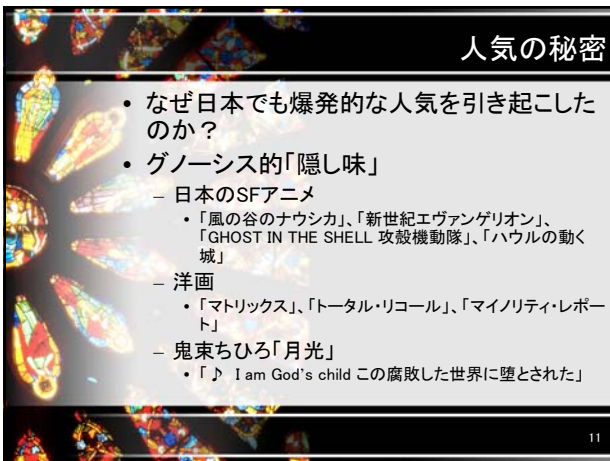 人気の秘密
• なぜ日本でも爆発的な人気を引き起こした
のか？
• グノーシス的「隠し味」
– 日本のSFアニメ
• 「風の谷のナウシカ」、「新世紀エヴァンゲリオン」、
「GHOST IN THE SHELL 攻殻機動隊」、「ハウルの動く
城」
– 洋画
• 「マトリックス」、「トータル・リコール」、「マイノリティ・レポー
ト」
– 鬼束ちひろ「月光」
• 「♪ I am God's child この腐敗した世界に堕とされた」
11